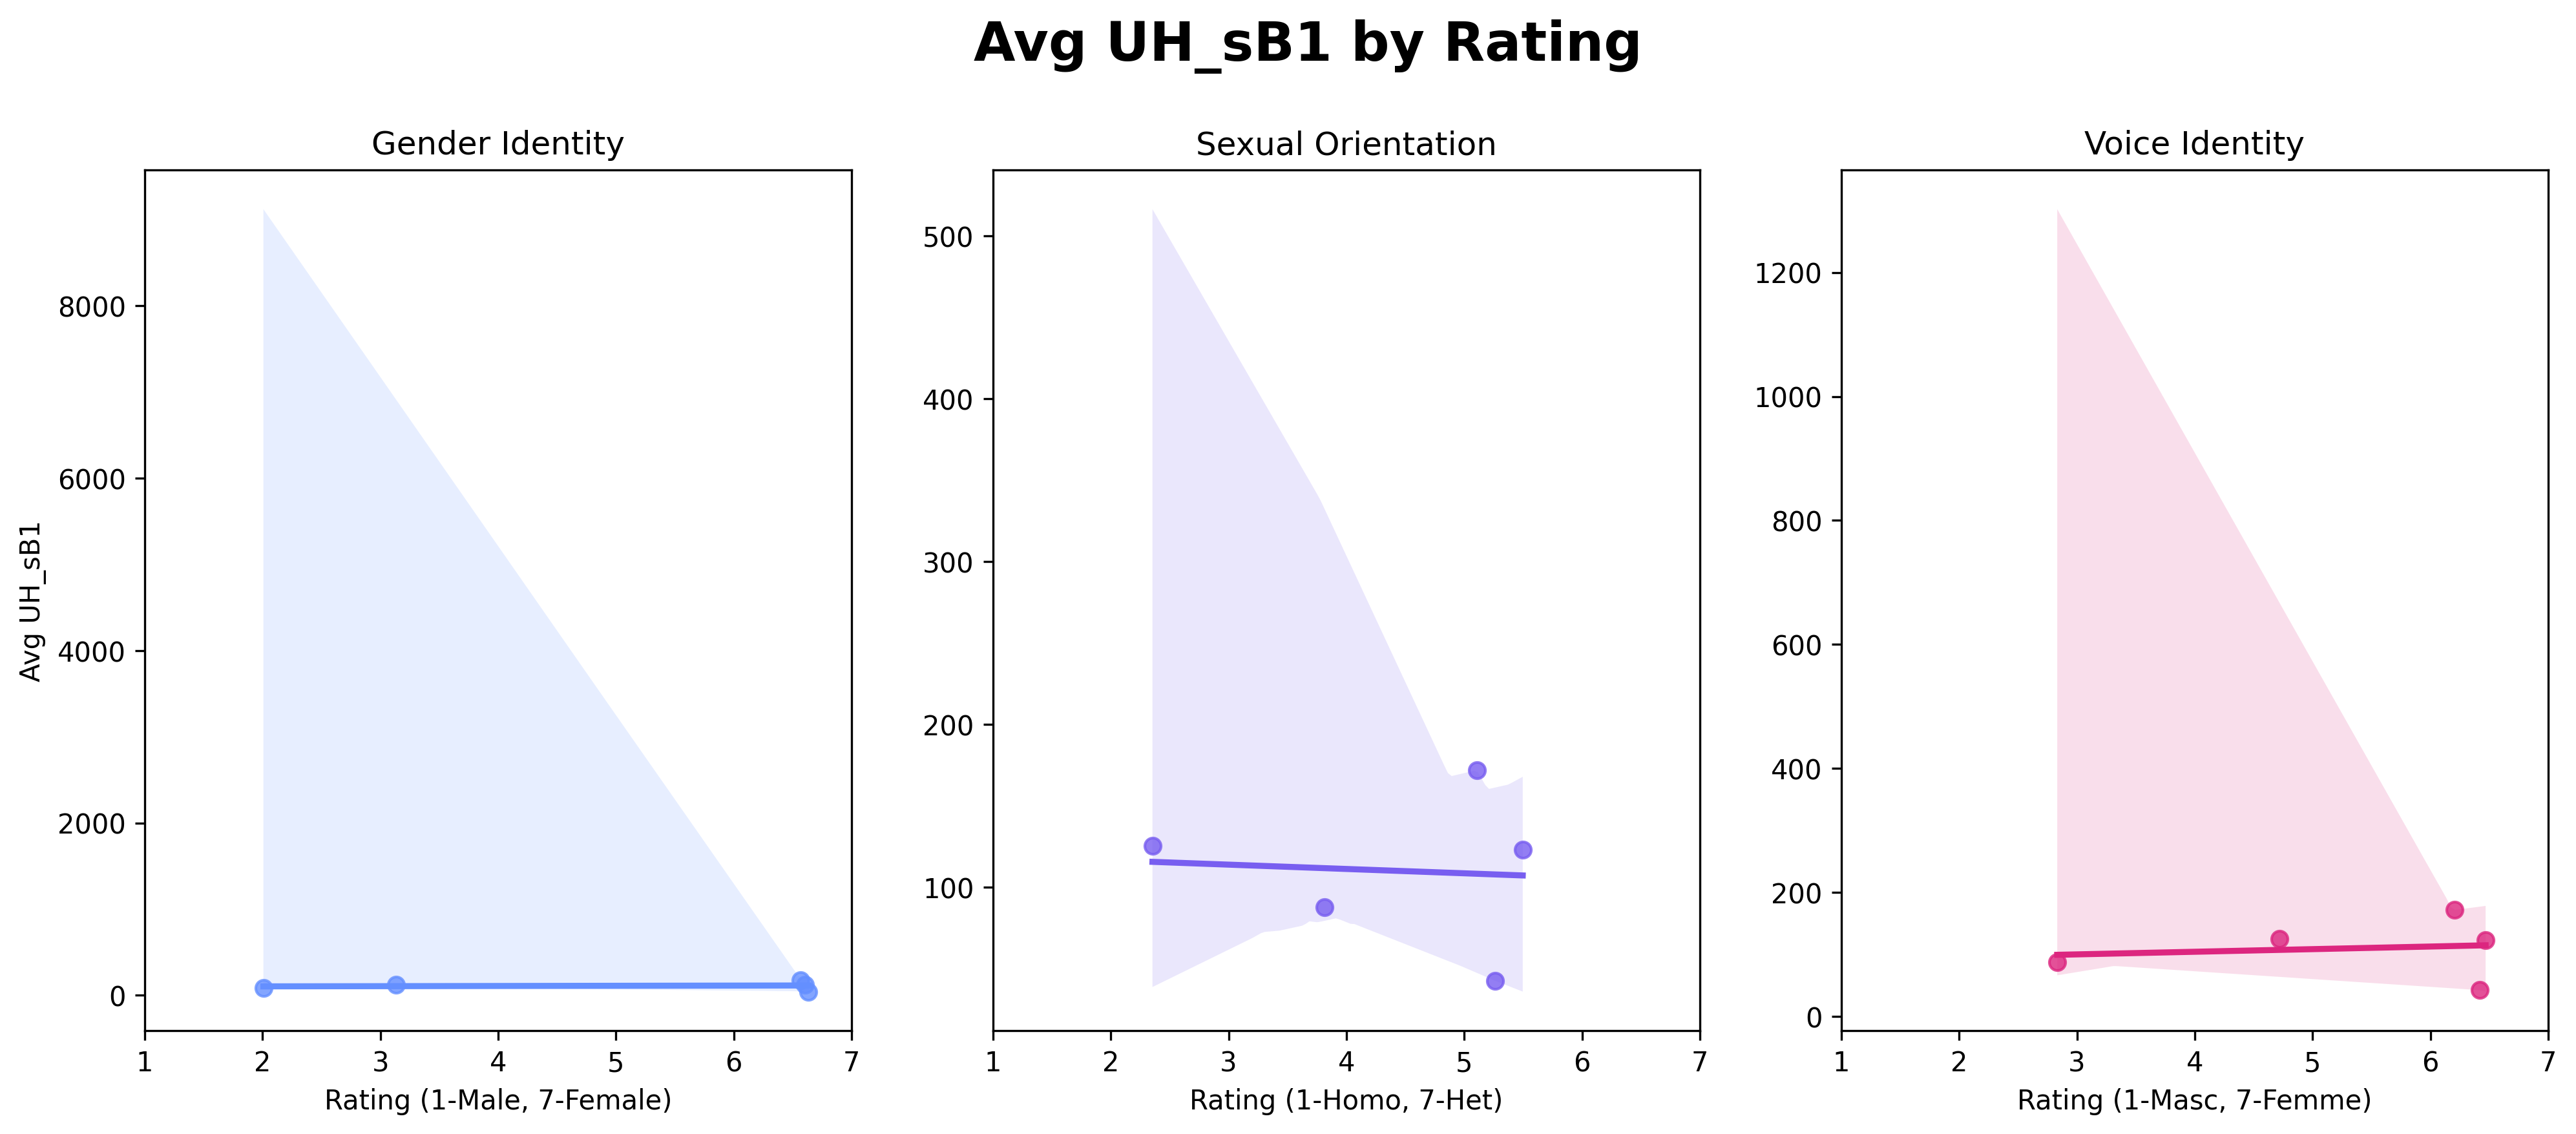 Avg UH_sB1 by Rating
Gender Identity
Sexual Orientation
Voice Identity
Avg UH_sB1
8000
6000
4000
2000
0
1 2 3 4 5 6 7
Rating (1-Male, 7-Female)
500
400
300
200
100
1 2 3 4 5 6 7
Rating (1-Homo, 7-Het)
1200
1000
800
600
400
200
0
1 2 3 4 5 6 7
Rating (1-Masc, 7-Femme)